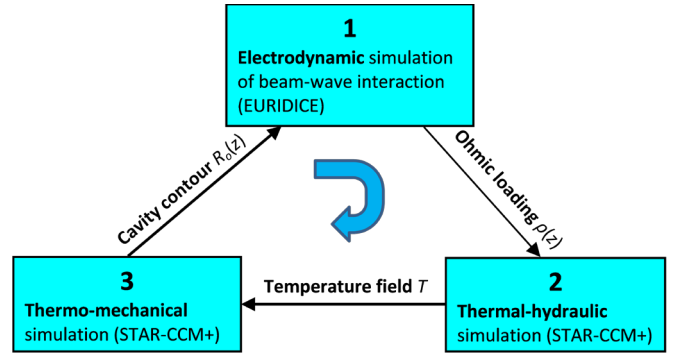 1
Electrodynamic simulation
of beam-wave interaction
(EURIDICE)
Cavity contour Rₒ(z)
Ohmic loading ρ(z)
3
Thermo-mechanical
simulation (STAR-CCM+)
Temperature field T
2
Thermal-hydraulic
simulation (STAR-CCM+)